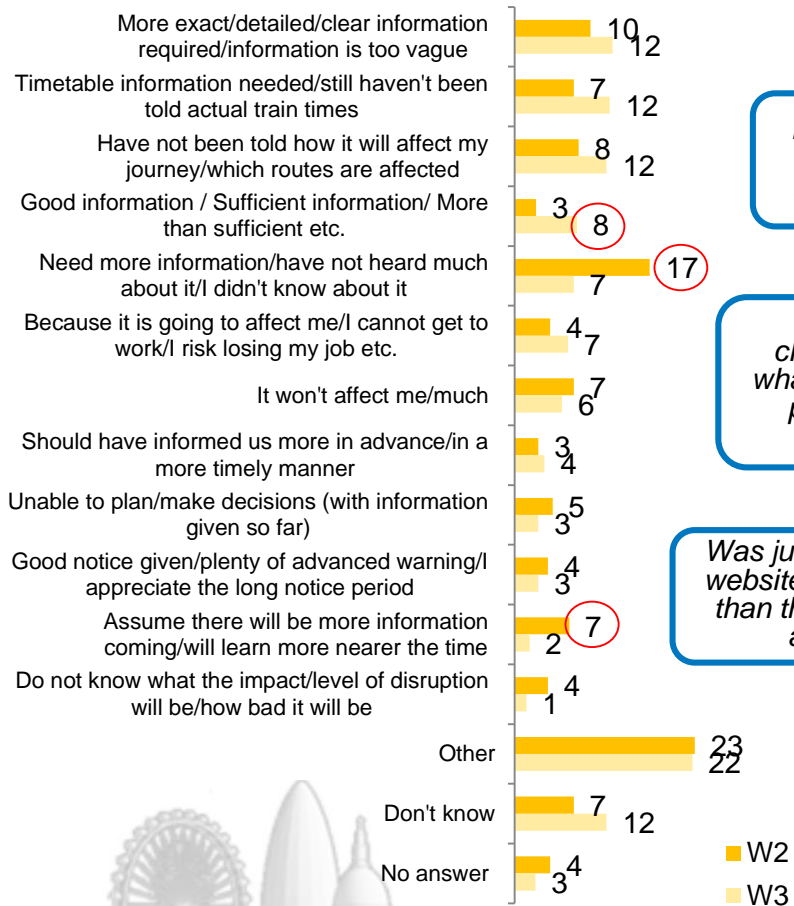 More exact/detailed/clear information
required/information is too vague
10
12
Timetable information needed/still haven't been
told actual train times
7
12
Have not been told how it will affect my
journey/which routes are affected
8
12
Good information / Sufficient information/ More
than sufficient etc.
3
8
Need more information/have not heard much
about it/I didn't know about it
17
7
Because it is going to affect me/I cannot get to
work/I risk losing my job etc.
4
7
It won't affect me/much
7
6
Should have informed us more in advance/in a
more timely manner
3
4
Unable to plan/make decisions (with information
given so far)
5
3
Good notice given/plenty of advanced warning/I
appreciate the long notice period
4
3
Assume there will be more information
coming/will learn more nearer the time
7
2
Do not know what the impact/level of disruption
will be/how bad it will be
4
1
Other
23
22
Don't know
7
12
No answer
4
3
W2
W3
Was ju
website
than th
a